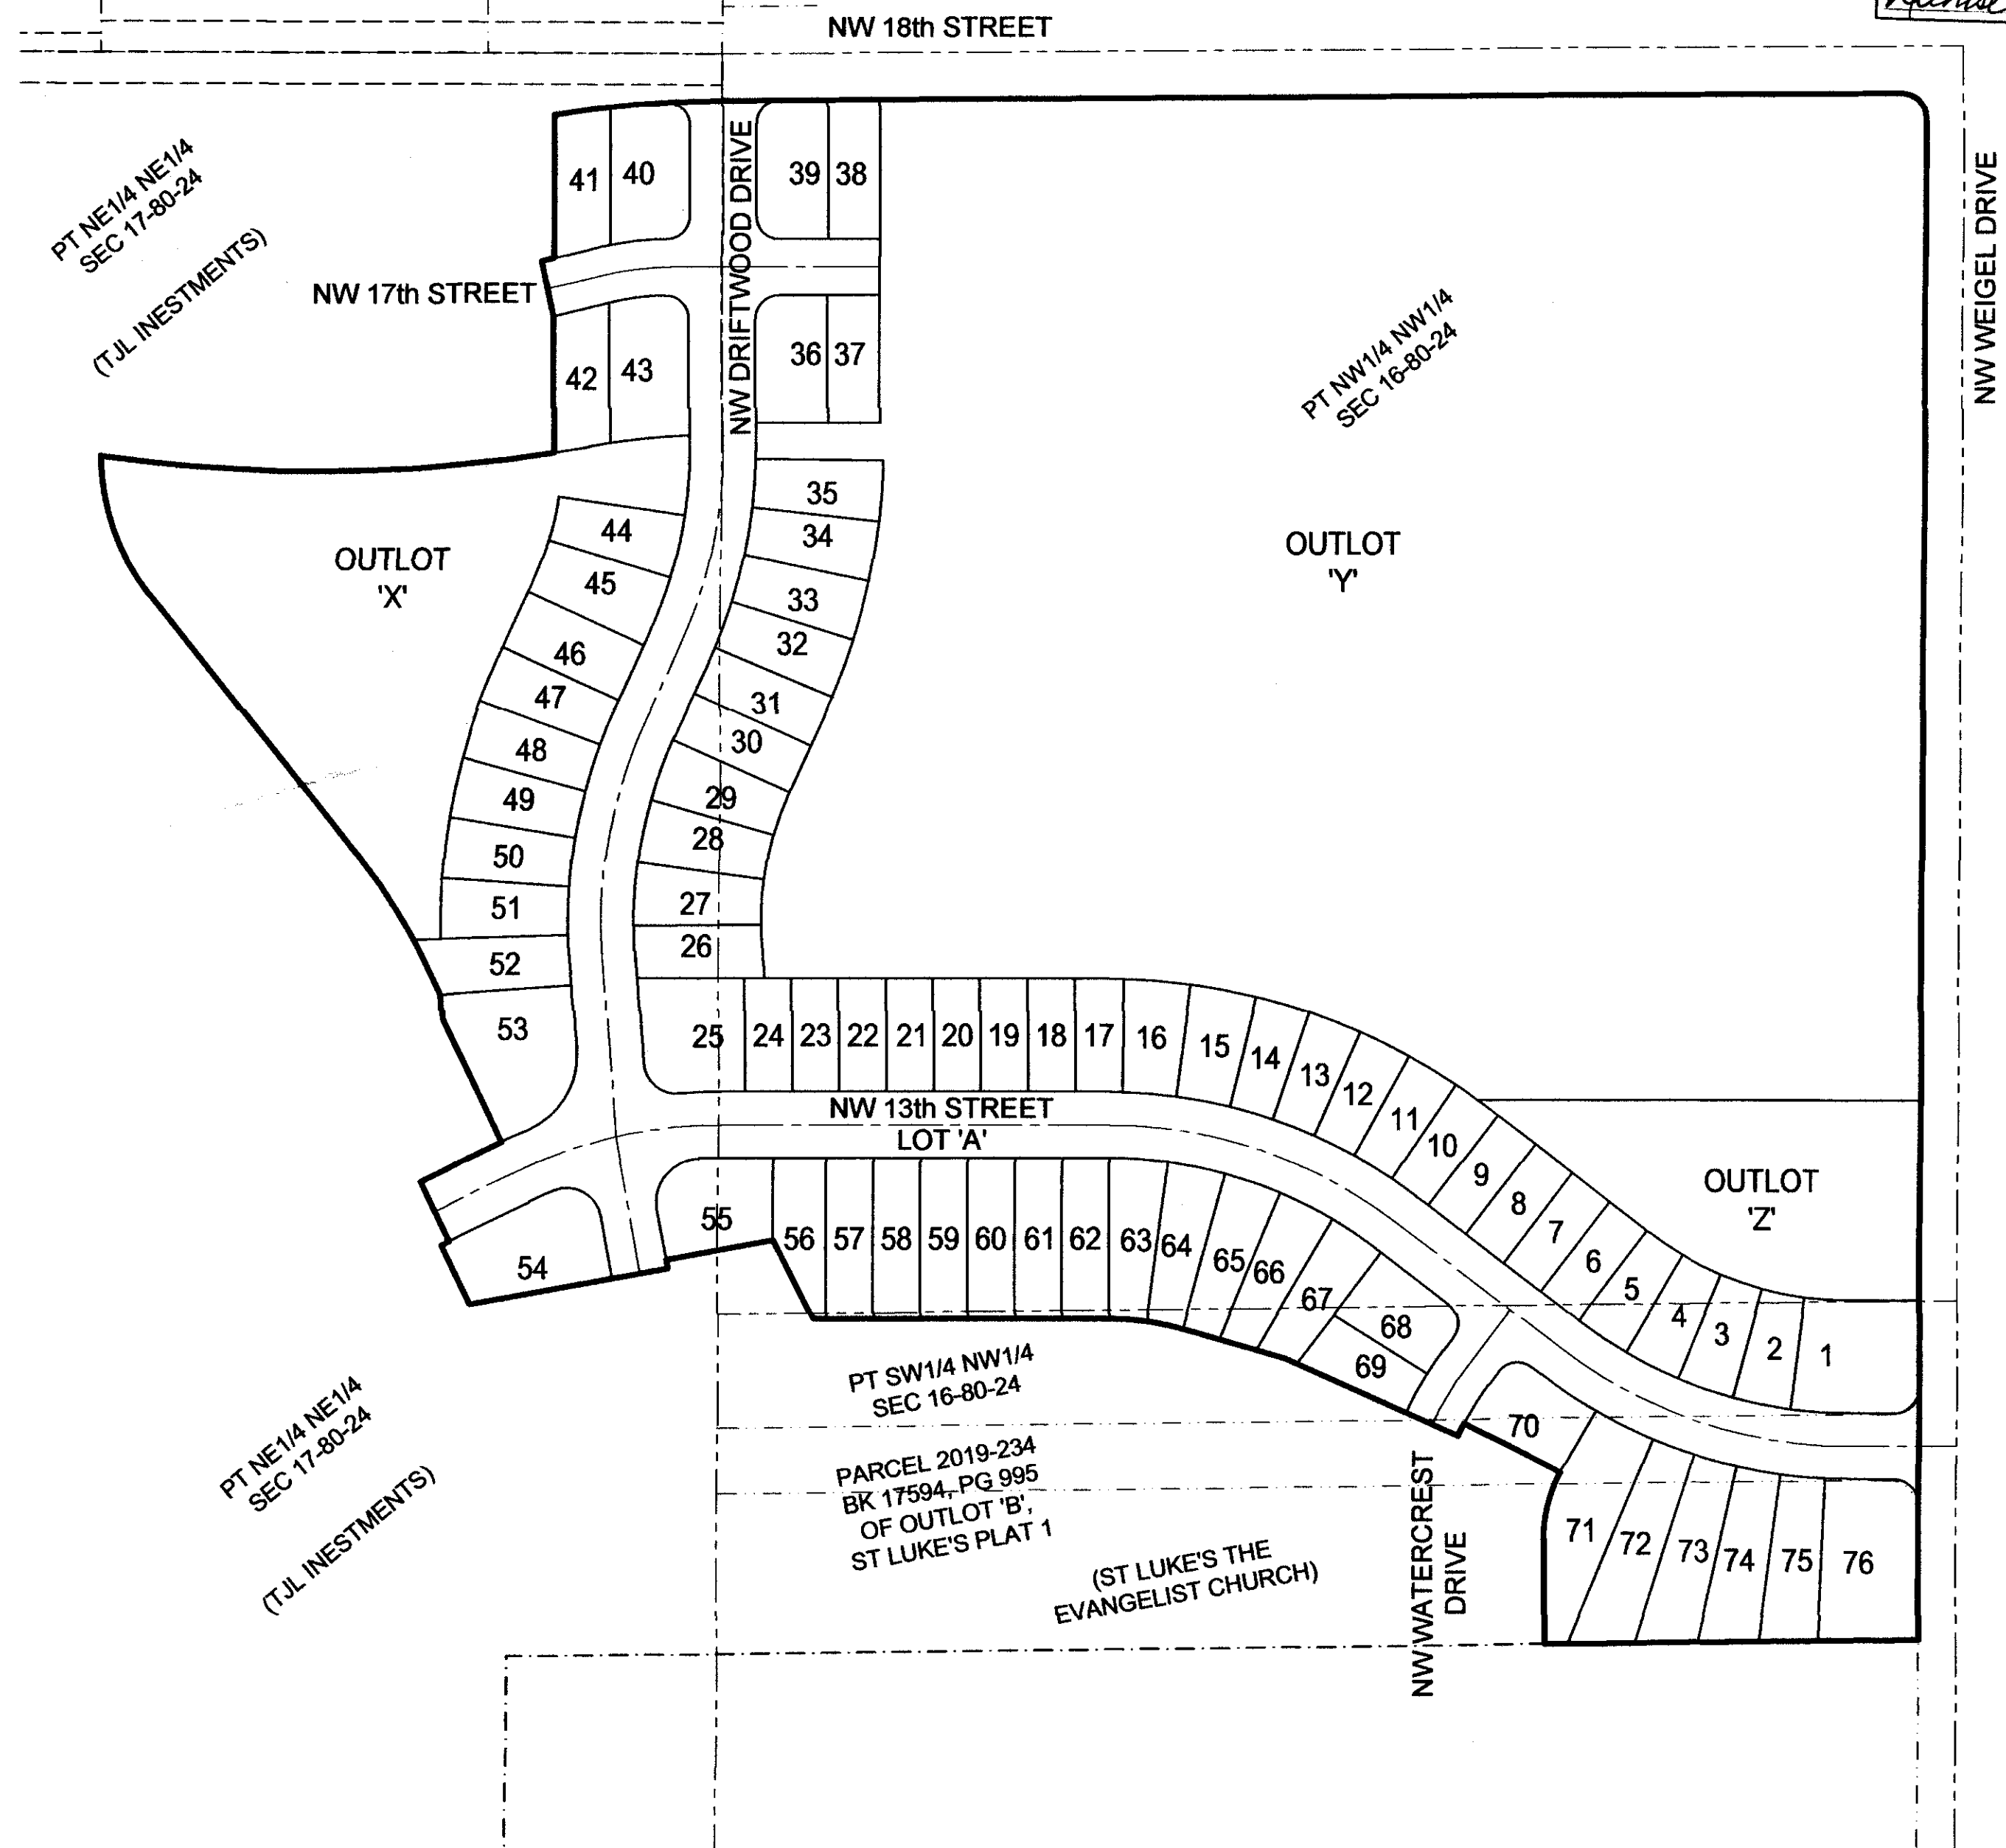 NW 18th STREET
PT NE1/4 NE1/4
SEC 17-80-24
(TJL INESTMENTS)
41
40
39
38
NW DRIFTWOOD DRIVE
NW WEIGEL DRIVE
NW 17th STREET
42
43
36
37
PT NW1/4 NW1/4
SEC 16-80-24
OUTLOT
'X'
OUTLOT
'Y'
44
45
46
47
48
49
50
51
52
53
35
34
33
32
31
30
29
28
27
26
25
24
23
22
21
20
19
18
17
16
15
14
13
12
11
10
9
8
7
6
5
4
3
2
1
NW 13th STREET
LOT 'A'
OUTLOT
'Z'
54
55
56
57
58
59
60
61
62
63
64
65
66
67
68
69
70
71
72
73
74
75
76
PT SW1/4 NW1/4
SEC 16-80-24
PARCEL 2019-234
BK 17594, PG 995
OF OUTLOT 'B',
ST LUKE'S PLAT 1
(ST LUKE'S THE
EVANGELIST CHURCH)
NW WATERCREST
DRIVE
PT NE1/4 NE1/4
SEC 17-80-24
(TJL INESTMENTS)